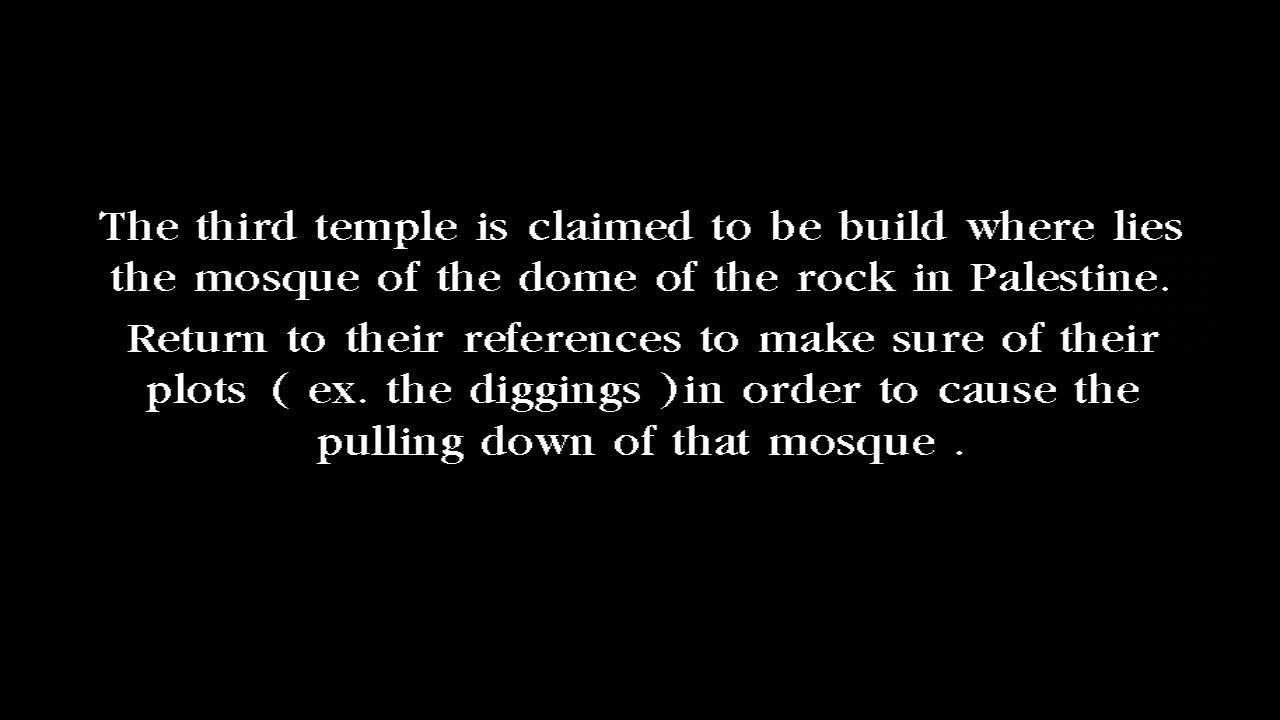 The third temple is claimed to be build where lies
the mosque of the dome of the rock in Palestine.
Return to their references to make sure of their
plots ( ex. the diggings )in order to cause the
pulling down of that mosque .